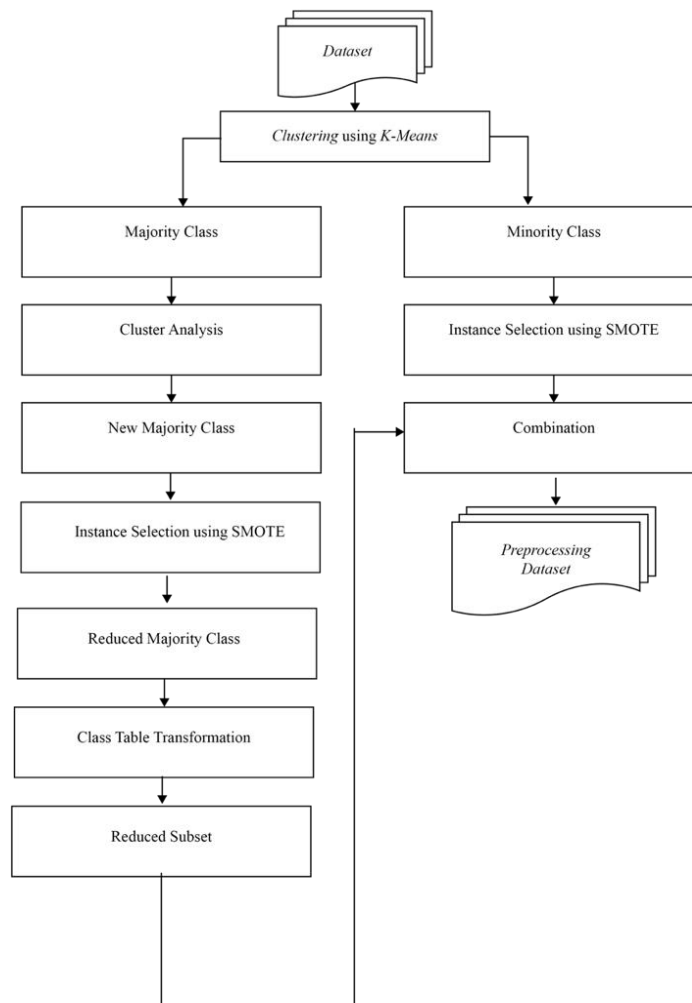 Dataset
Clustering using K-Means
Majority Class
Cluster Analysis
New Majority Class
Instance Selection using SMOTE
Reduced Majority Class
Class Table Transformation
Reduced Subset
Minority Class
Instance Selection using SMOTE
Combination
Preprocessing
Dataset